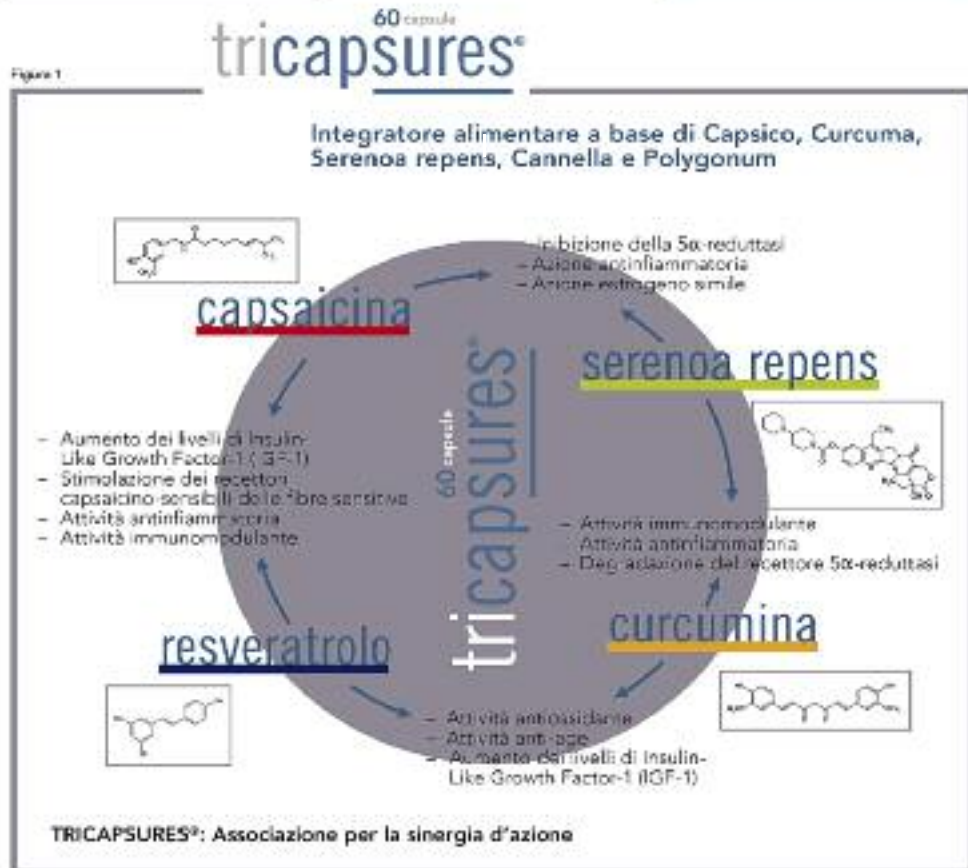 60 capsule
tricapsures®
Figura 1
Integratore alimentare a base di Capsico, Curcuma,
Serenoa repens, Cannella e Polygonum
- Inibizione della 5α-reduttasi
- Azione antinfiammatoria
- Azione estrogeno simile
capsaicina
serenoa repens
- Aumento dei livelli di Insulin-
Like Growth Factor-1 (IGF-1)
- Stimolazione dei recettori
capsaicino-sensibili delle fibre sensitive
- Attività antinfiammatoria
- Attività immunomodulante
60 capsule
tricapsures®
- Attività immunomodulante
- Attività antinfiammatoria
- Degradazione del recettore 5α-reduttasi
resveratrolo
curcumina
- Attività antiossidante
- Attività anti-age
- Aumento dei livelli di Insulin-
Like Growth Factor-1 (IGF-1)
TRICAPSURES®: Associazione per la sinergia d'azione